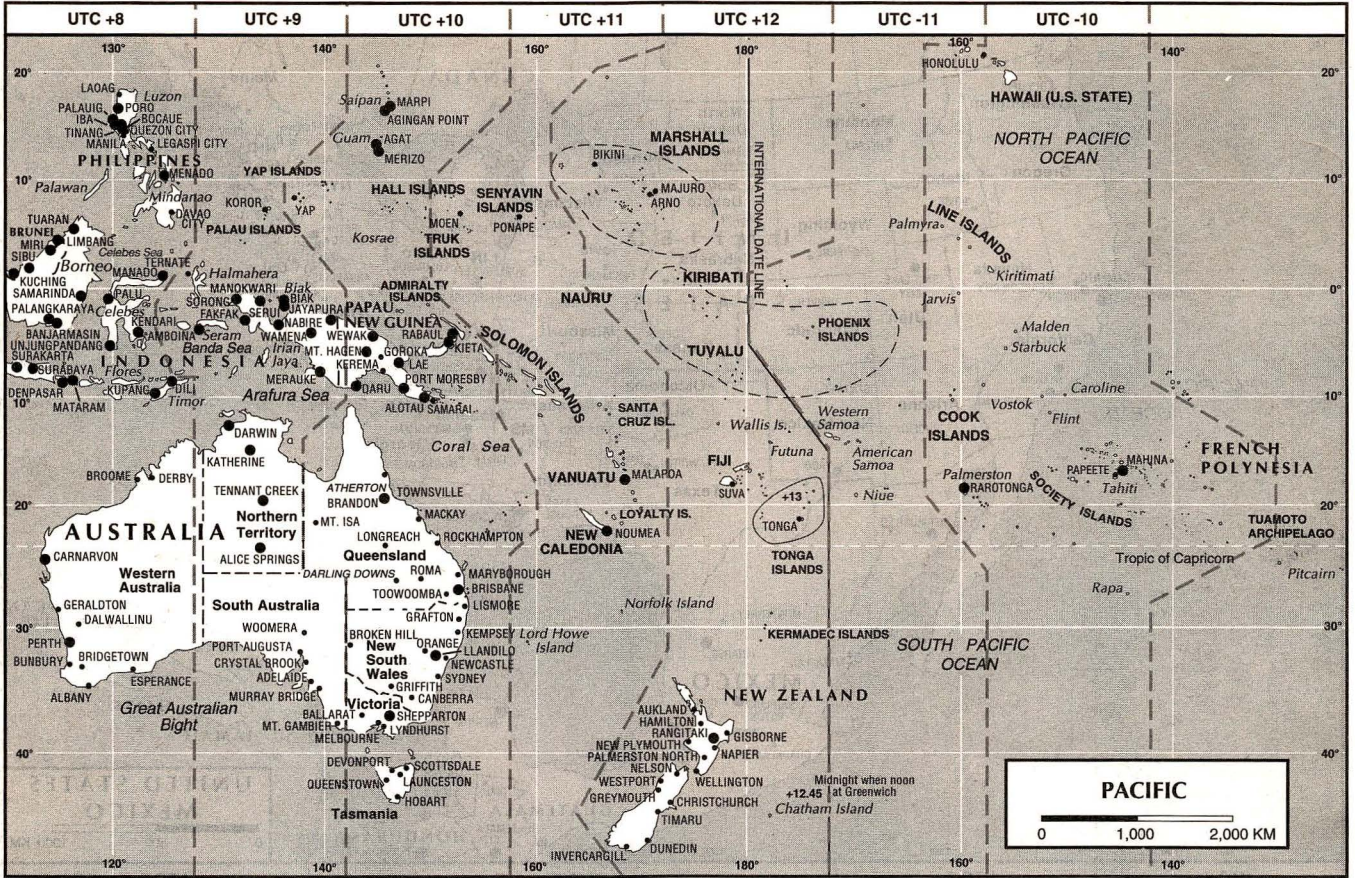 UTC +8
UTC +9
UTC +10
UTC +11
UTC +12
UTC -11
UTC -10
130°
140°
160°
180°
160°
140°
20°
20°
LAOAG
Luzon
PALAUIG
PORO
IBA
BOCAUE
TINANG
QUEZON CITY
MANIL
LEGASPI CITY
PHILIPPINES
MENADO
Palawan
10°
Mindanao
DAVAO CITY
Saipan
MARPI
AGINGAN POINT
Guam
AGAT
MERIZO
YAP ISLANDS
KOROR
YAP
PALAU ISLANDS
HALL ISLANDS
MOEN
Kosrae
TRUK ISLANDS
SENYAVIN ISLANDS
PONAPE
MARSHALL ISLANDS
BIKINI
MAJURO
ARNO
INTERNATIONAL DATE LINE
HONOLULU
HAWAII (U.S. STATE)
NORTH PACIFIC OCEAN
10°
Palmyra
LINE ISLANDS
Kiritimati
TUARAN
BRUNEI
LIMBANG
MIRI
SIBU
Celebes Sea
Borneo
TERNATE
KUCHING
MANADO
Halmahera
SAMARINDA
PALU
Celebes
PALANGKARAYA
KENDARI
BANJARMASIN
KAMBOINA
UNJUNGPANDANG
Seram
Banda Sea
SURAKARTA
INDONESIA
SURABAYA
Flores
DENPASAR
KUPANG
DILI
MATARAM
Timor
10°
MANOKWARI
Biak
SORONG
BIAK
FAKFAK
SERUI
JAYAPURA
NABIRE
WAMENA
Irian Jaya
MERAUKE
Arafura Sea
ADMIRALTY ISLANDS
PAPAU NEW GUINEA
WEWAK
RABAUL
KIETA
MT. HAGEN
GOROKA
KEREMA
LAE
DARU
PORT MORESBY
ALOTAU
SAMARAI
SOLOMON ISLANDS
Coral Sea
NAURU
KIRIBATI
TUVALU
PHOENIX ISLANDS
Jarvis
0°
Malden
Starbuck
Caroline
Vostok
Flint
10°
SANTA CRUZ ISL.
Wallis Is.
Western Samoa
Futuna
American Samoa
COOK ISLANDS
FIJI
SUVA
VANUATU
MALAPOA
LOYALTY IS.
NEW CALEDONIA
NOUMEA
+13
TONGA
Niue
TONGA ISLANDS
Palmerston
RAROTONGA
PAPEETE
MAHINA
Tahiti
SOCIETY ISLANDS
FRENCH POLYNESIA
20°
TUAMOTO ARCHIPELAGO
Tropic of Capricorn
Pitcairn
Rapa
DARWIN
KATHERINE
BROOME
DERBY
TENNANT CREEK
ATHERTON
BRANDON
TOWNSVILLE
20°
AUSTRALIA
Northern Territory
MT. ISA
MACKAY
LONGREACH
ROCKHAMPTON
Queensland
CARNARVON
ALICE SPRINGS
Western Australia
DARLING DOWNS
ROMA
MARYBOROUGH
BRISBANE
TOOWOOMBA
LISMORE
GERALDTON
South Australia
GRAFTON
DALWALLINU
WOOMERA
BROKEN HILL
KEMPSEY
Lord Howe Island
Norfolk Island
KERMADEC ISLANDS
SOUTH PACIFIC OCEAN
30°
30°
PERTH
PORT AUGUSTA
ORANGE
LLANDILO
New South Wales
NEWCASTLE
BUNBURY
BRIDGETOWN
CRYSTAL BROOK
SYDNEY
ESPERANCE
ADELAIDE
GRIFFITH
ALBANY
MURRAY BRIDGE
CANBERRA
Great Australian Bight
Victoria
BALLARAT
SHEPPARTON
MT. GAMBIER
LYNDHURST
MELBOURNE
40°
DEVONPORT
SCOTTSDALE
QUEENSTOWN
LAUNCESTON
HOBART
Tasmania
NEW ZEALAND
AUKLAND
HAMILTON
RANGITAKI
GISBORNE
NEW PLYMOUTH
PALMERSTON NORTH
NAPIER
NELSON
WESTPORT
WELLINGTON
GREYMOUTH
CHRISTCHURCH
TIMARU
INVERCARGILL
DUNEDIN
Midnight when noon
+12.45 at Greenwich
Chatham Island
40°
PACIFIC
0 1,000 2,000 KM
120°
140°
160°
180°
160°
140°